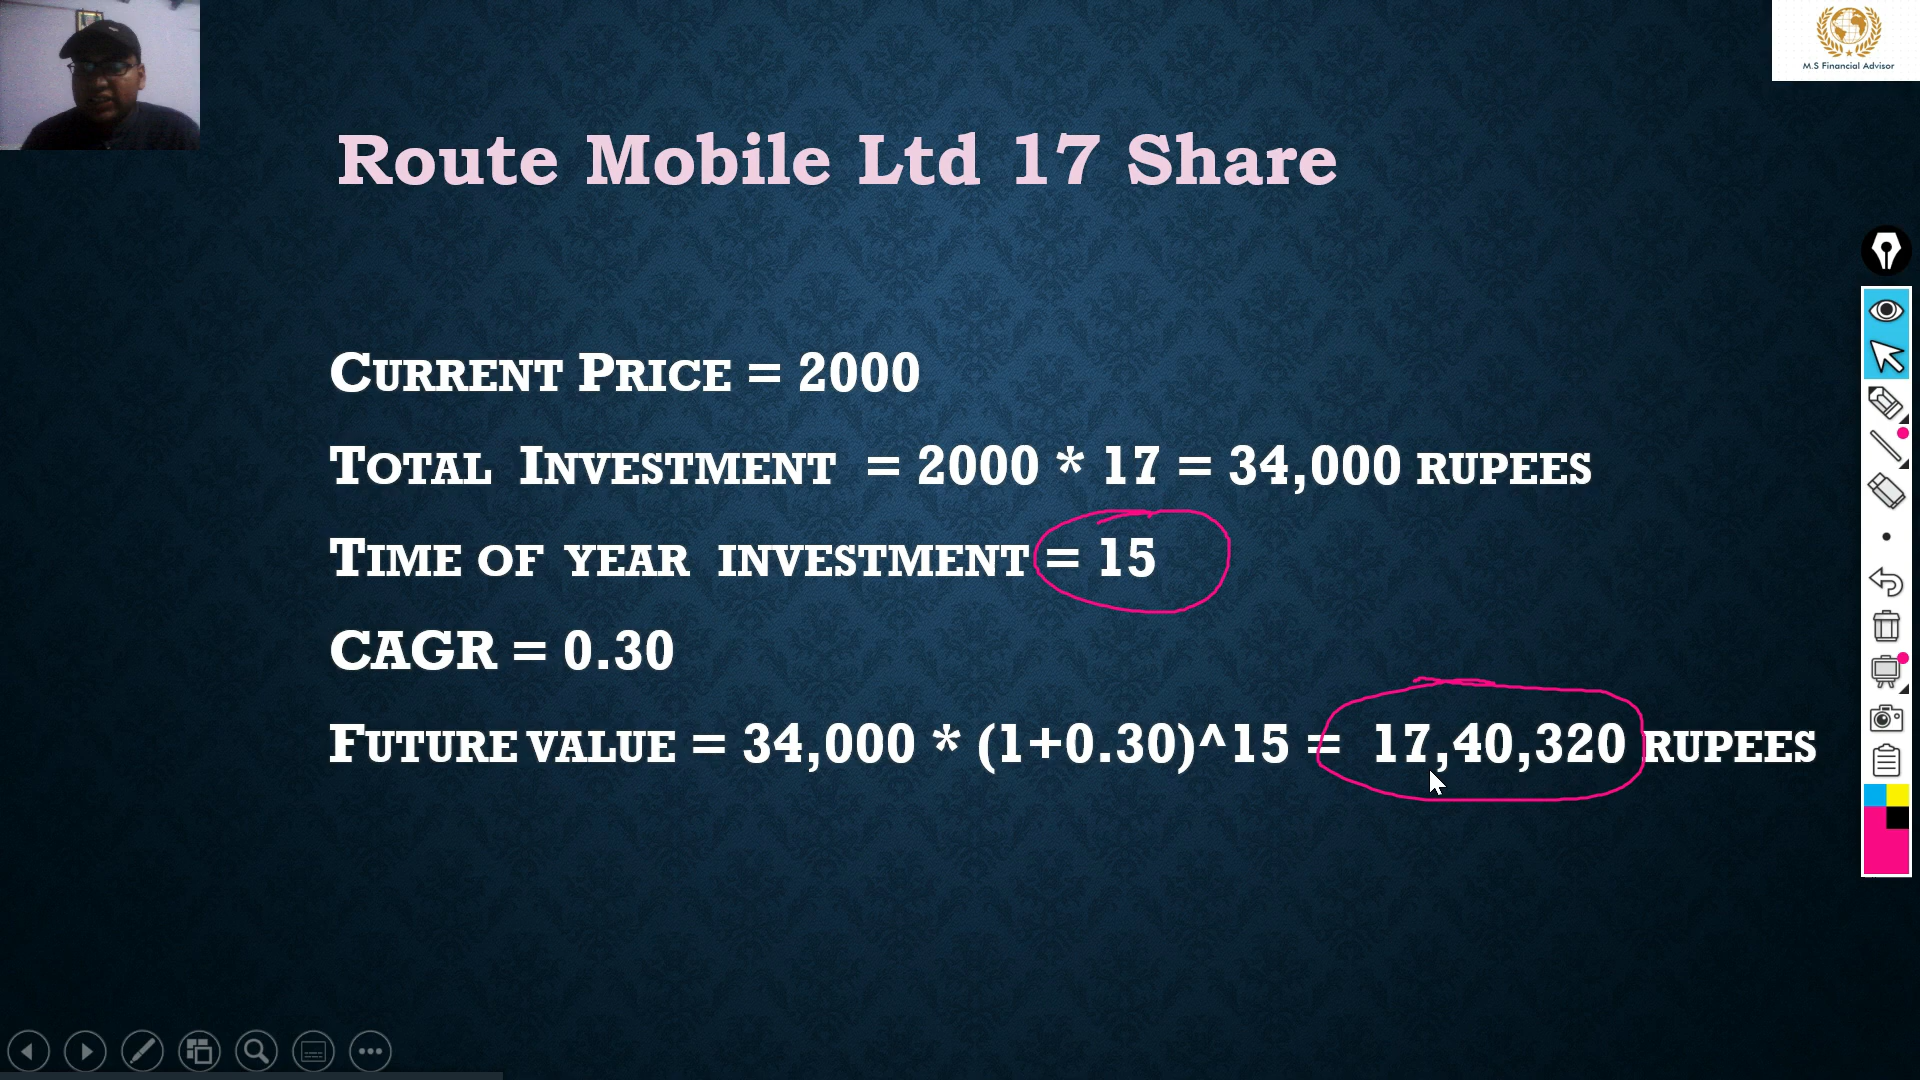 M.S Financial Advisor
Route Mobile Ltd 17 Share
CURRENT PRICE = 2000
TOTAL INVESTMENT = 2000 * 17 = 34,000 RUPEES
TIME OF YEAR INVESTMENT = 15
CAGR = 0.30
FUTURE VALUE = 34,000 * (1+0.30)^15 = 17,40,320 RUPEES